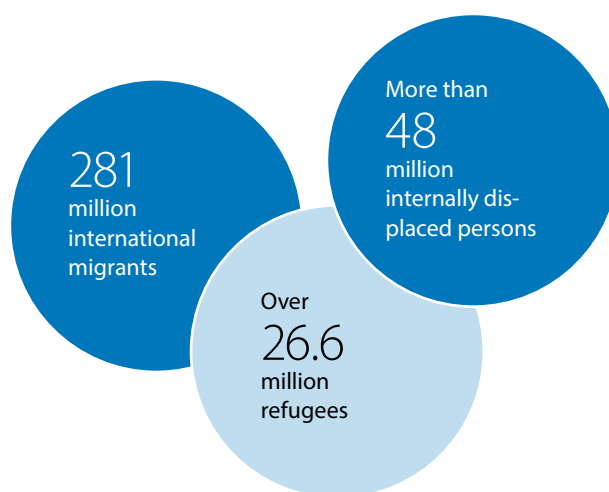 281
million
international
migrants
More than
48
million
internally dis-
placed persons
Over
26.6
million
refugees